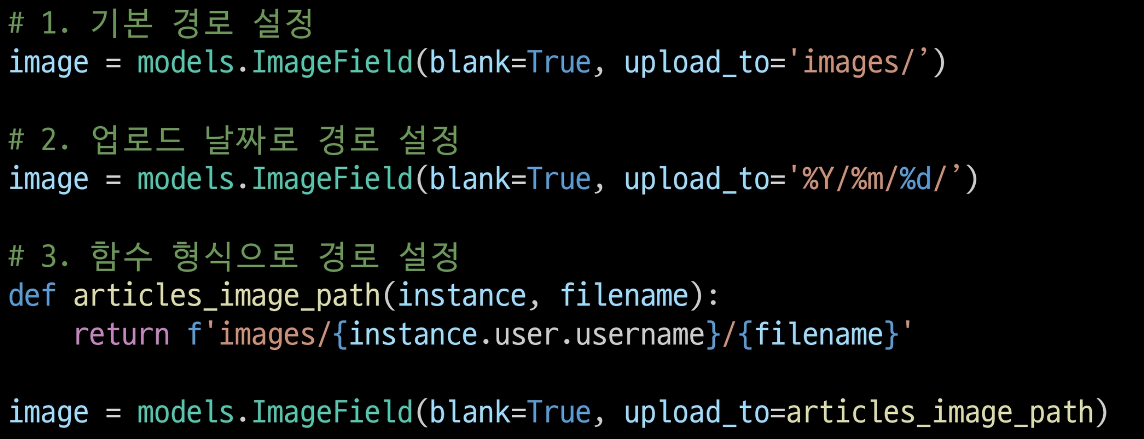 # 1. 기본 경로 설정
image = models.ImageField(blank=True, upload_to='images/’)
# 2. 업로드 날짜로 경로 설정
image = models.ImageField(blank=True, upload_to='%Y/%m/%d/’)
# 3. 함수 형식으로 경로 설정
def articles_image_path(instance, filename):
    return f'images/{instance.user.username}/{filename}'
image = models.ImageField(blank=True, upload_to=articles_image_path)